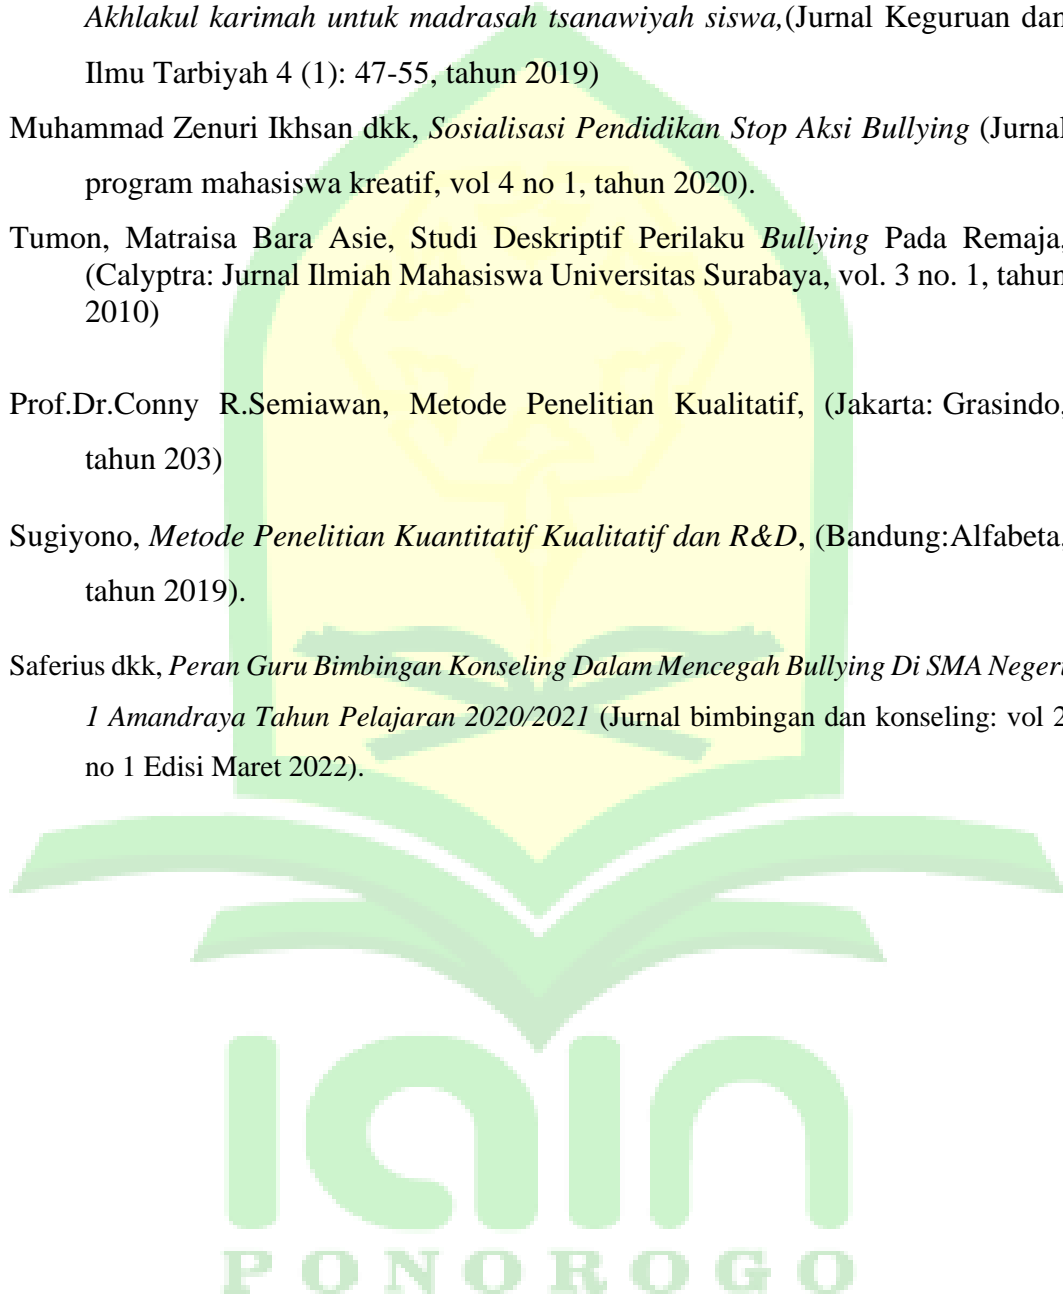 Akhlakul karimah untuk madrasah tsanawiyah siswa,(Jurnal Keguruan dan
Ilmu Tarbiyah 4 (1): 47-55, tahun 2019)
Muhammad Zenuri Ikhsan dkk, Sosialisasi Pendidikan Stop Aksi Bullying (Jurnal
program mahasiswa kreatif, vol 4 no 1, tahun 2020).
Tumon, Matraisa Bara Asie, Studi Deskriptif Perilaku Bullying Pada Remaja,
(Calyptra: Jurnal Ilmiah Mahasiswa Universitas Surabaya, vol. 3 no. 1, tahun
2010)
Prof.Dr.Conny R.Semiawan, Metode Penelitian Kualitatif, (Jakarta: Grasindo,
tahun 203)
Sugiyono, Metode Penelitian Kuantitatif Kualitatif dan R&D, (Bandung:Alfabeta,
tahun 2019).
Saferius dkk, Peran Guru Bimbingan Konseling Dalam Mencegah Bullying Di SMA Negeri
1 Amandraya Tahun Pelajaran 2020/2021 (Jurnal bimbingan dan konseling: vol 2
no 1 Edisi Maret 2022).
iain
PONOROGO